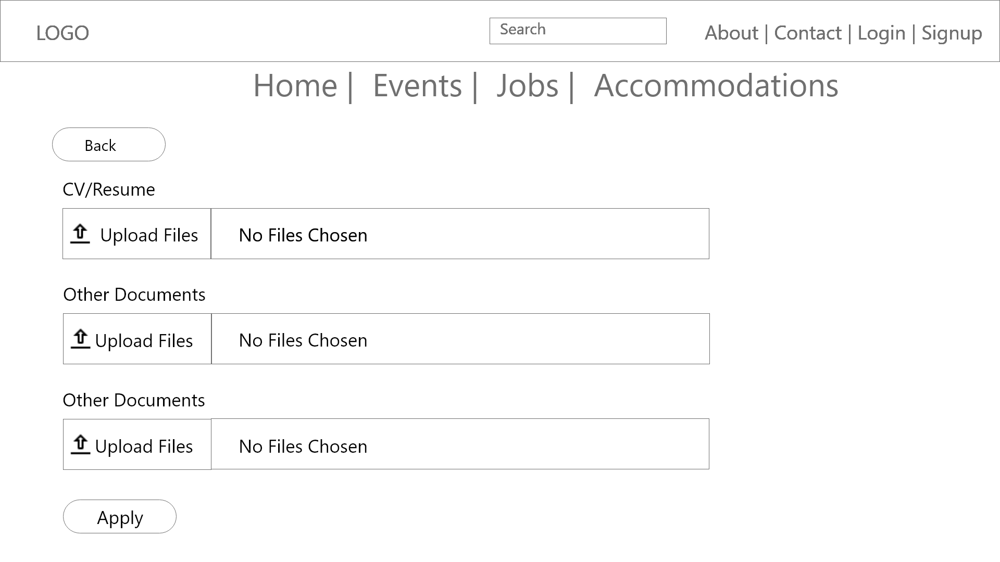 LOGO
Search
About | Contact | Login | Signup
Home | Events | Jobs | Accommodations
Back
CV/Resume
Upload Files No Files Chosen
Other Documents
Upload Files No Files Chosen
Other Documents
Upload Files No Files Chosen
Apply